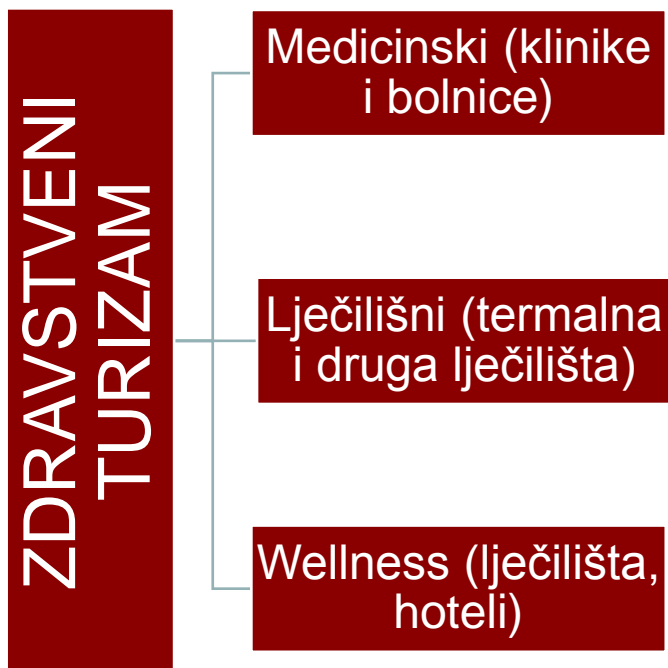 ZDRAVSTVENI
TURIZAM
Medicinski (klinike
i bolnice)
Lječilišni (termalna
i druga lječilišta)
Wellness (lječilišta,
hoteli)